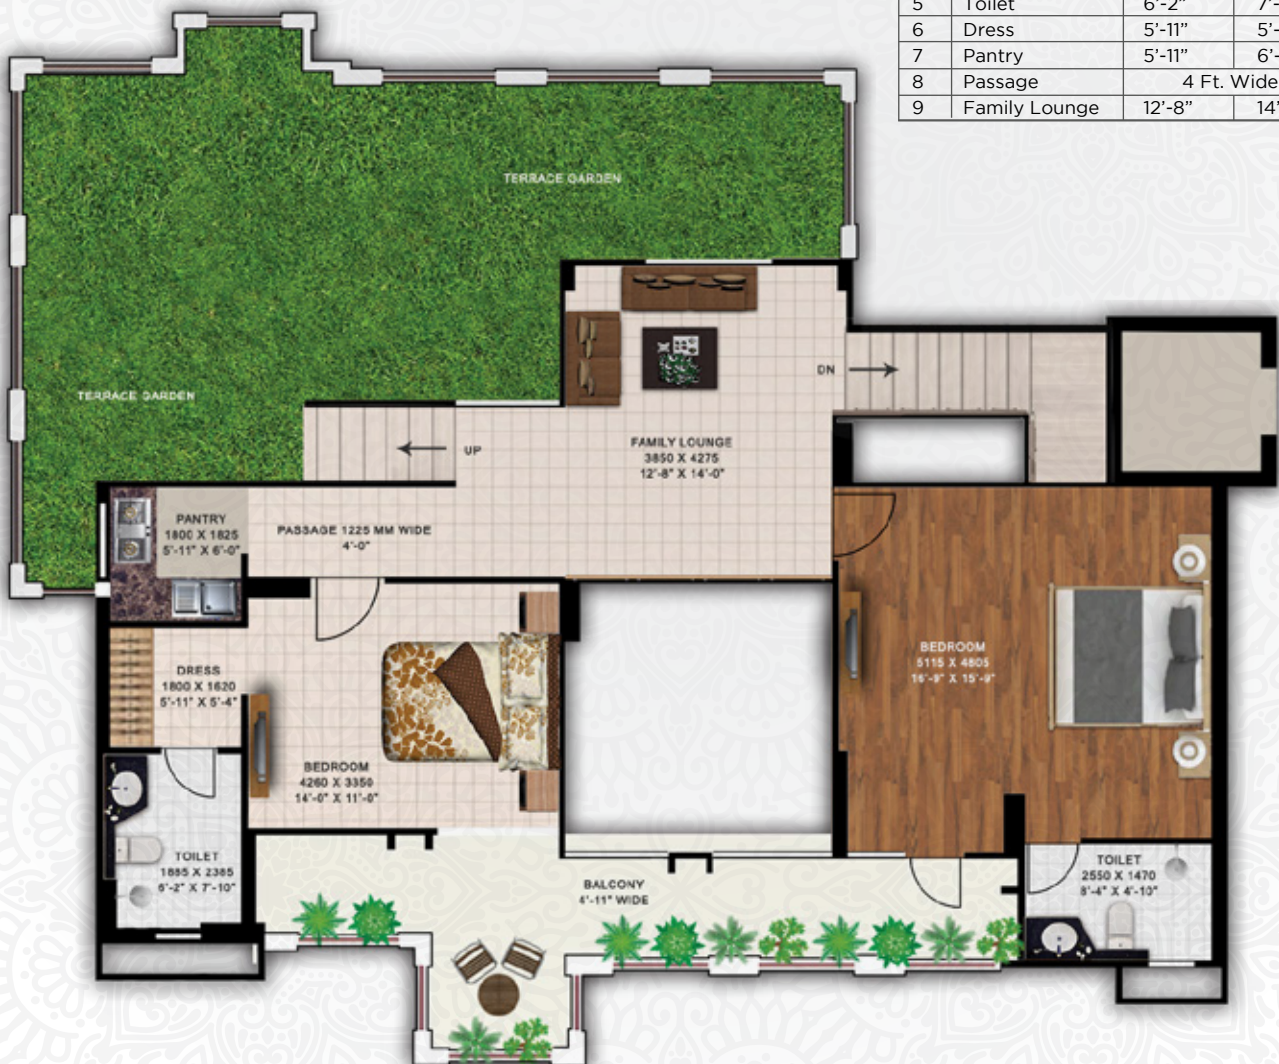 5 Toilet 6’-2” 7’-
6 Dress 5’-11” 5’-
7 Pantry 5’-11” 6’-
8 Passage 4 Ft. Wide
9 Family Lounge 12’-8” 14’
TERRACE GARDEN
TERRACE GARDEN
DN
UP
FAMILY LOUNGE
3850 X 4275
12'-8" X 14'-0"
PANTRY
1800 X 1825
5'-11" X 6'-0"
PASSAGE 1225 MM WIDE
4'-0"
DRESS
1800 X 1620
5'-11" X 5'-4"
BEDROOM
4260 X 3350
14'-0" X 11'-0"
BEDROOM
5115 X 4805
16'-9" X 15'-9"
TOILET
1885 X 2385
6'-2" X 7'-10"
BALCONY
4'-11" WIDE
TOILET
2550 X 1470
8'-4" X 4'-10"